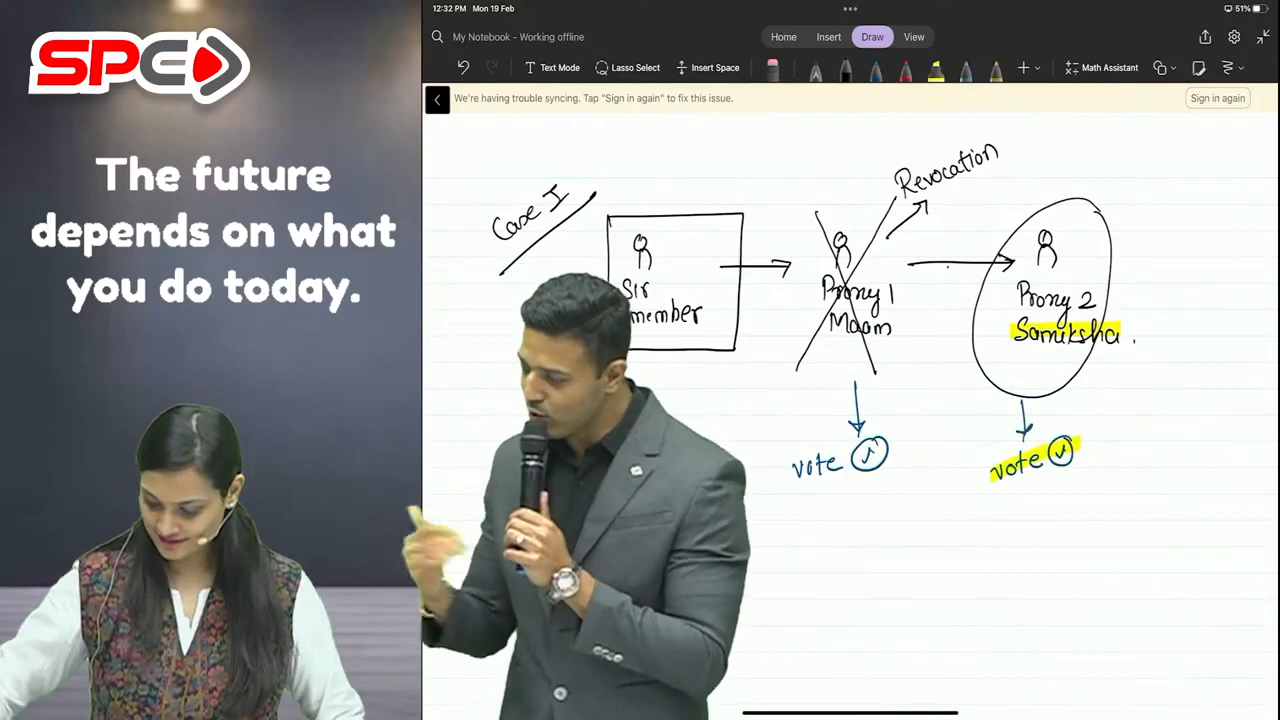 SPC
The future
depends on what
you do today.
12:32 PM Mon 19 Feb
51%
My Notebook - Working offline
Home Insert Draw View
Text Mode Lasso Select Insert Space Math Assistant
We're having trouble syncing. Tap "Sign in again" to fix this issue.
Sign in again
Case I
Revocation
Sir
member
Proxy 1
Maam
Proxy 2
Samiksha.
vote
vote